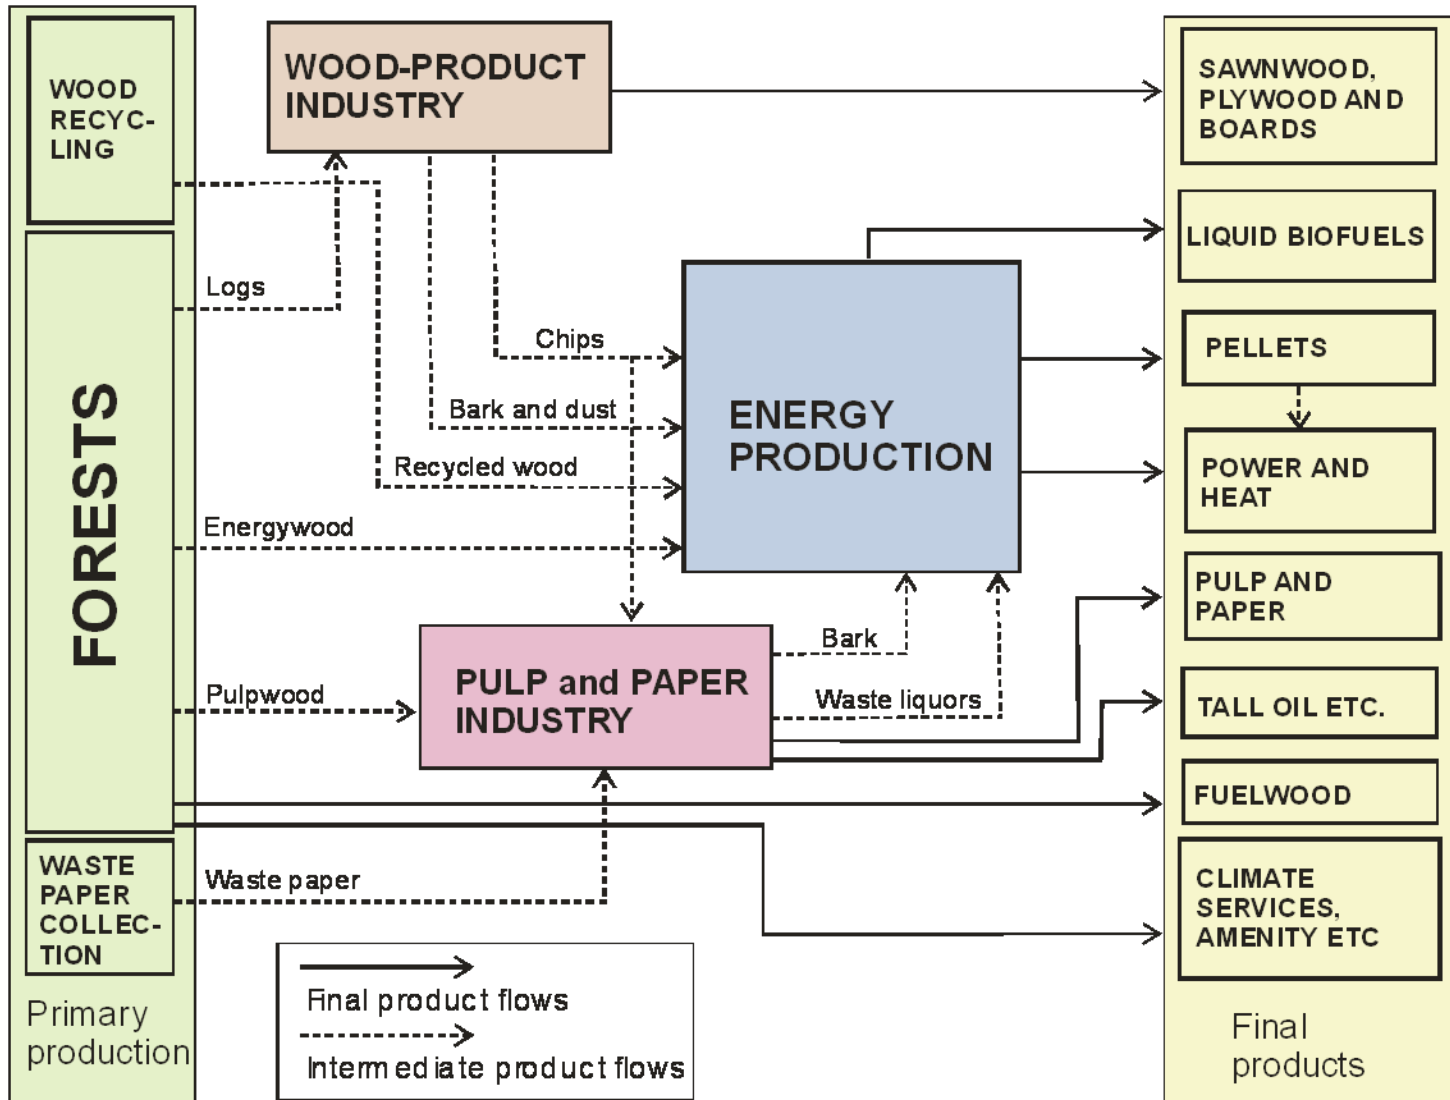 WOOD
RECYC-
LING
FORESTS
WASTE
PAPER
COLLEC-
TION
Primary
production
WOOD-PRODUCT
INDUSTRY
Logs
Chips
Bark and dust
Recycled wood
Energywood
Pulpwood
Waste paper
ENERGY
PRODUCTION
PULP and PAPER
INDUSTRY
Bark
Waste liquors
Final product flows
Intermediate product flows
SAWNWOOD,
PLYWOOD AND
BOARDS
LIQUID BIOFUELS
PELLETS
POWER AND
HEAT
PULP AND
PAPER
TALL OIL ETC.
FUELWOOD
CLIMATE
SERVICES,
AMENITY ETC
Final
products